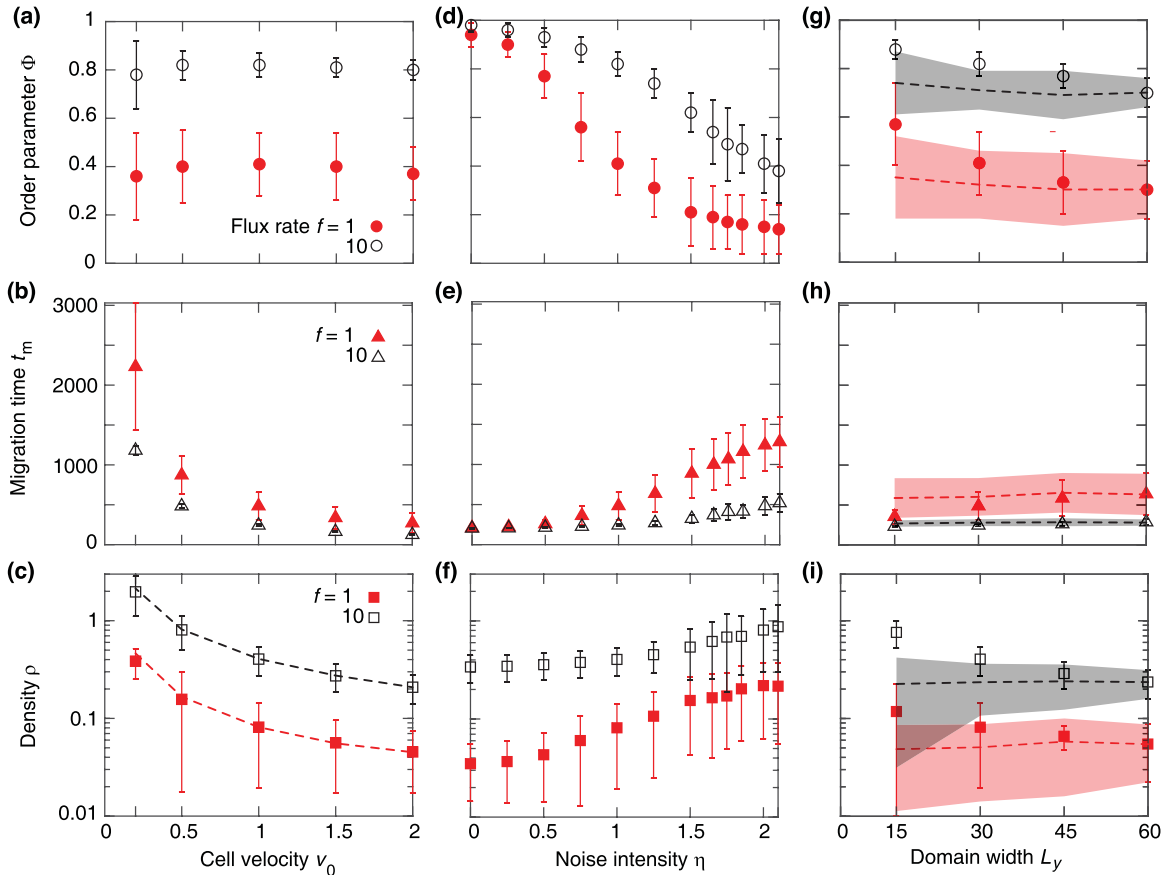 (a)
(d)
(g)
1
0.8
0.6
0.4
0.2
0
Order parameter Φ
Flux rate f = 1
10
(b)
(e)
(h)
3000
2000
1000
0
Migration time tm
f = 1
10
(c)
(f)
(i)
1
0.1
0.01
Density ρ
f = 1
10
0 0.5 1 1.5 2
0 0.5 1 1.5 2
0 15 30 45 60
Cell velocity v0
Noise intensity η
Domain width Ly